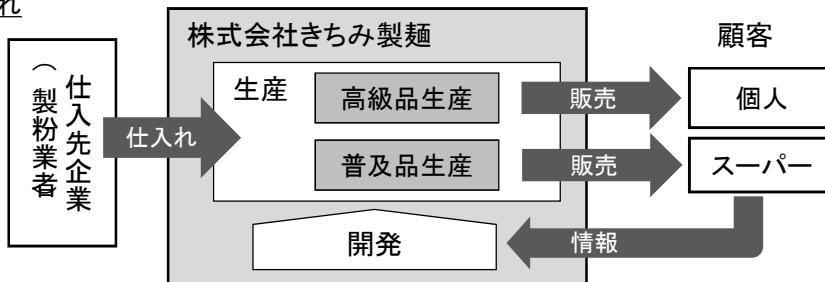 れ
株式会社きちみ製麺
顧客
仕入先企業
（製粉業者）
仕入れ
生産
高級品生産
販売
個人
普及品生産
販売
スーパー
開発
情報